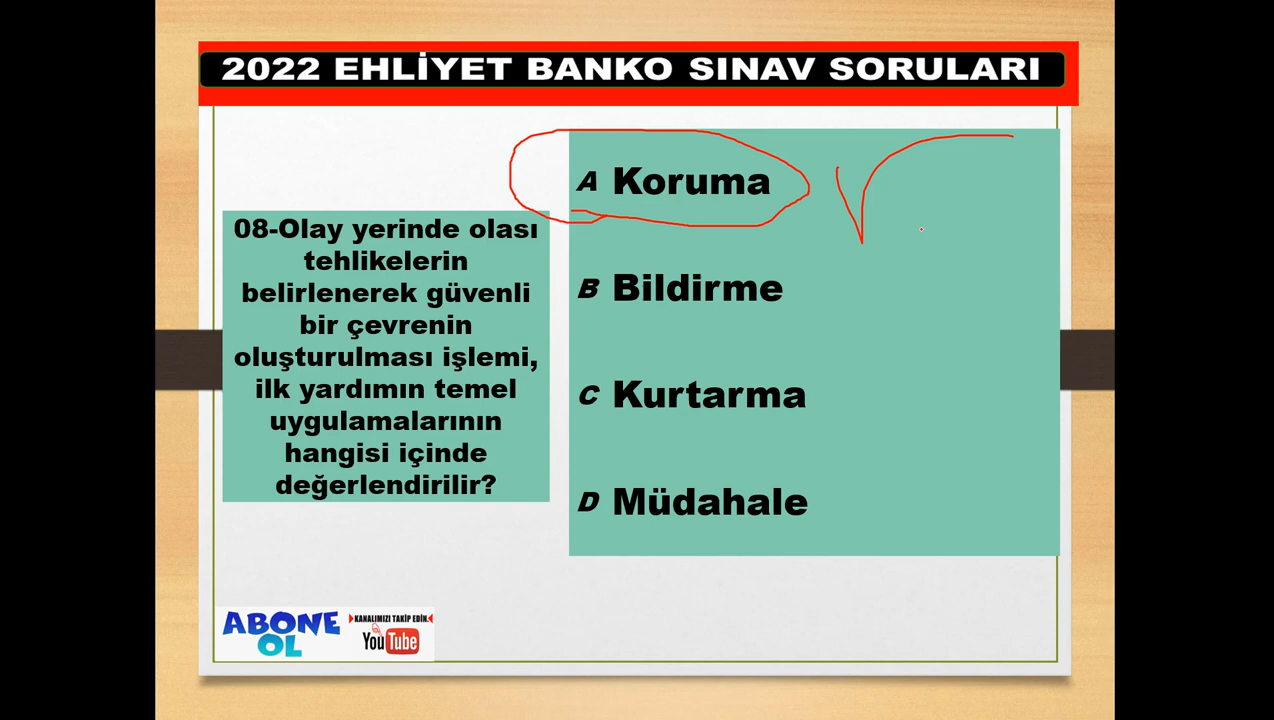 2022 EHLİYET BANKO SINAV SORULARI
08-Olay yerinde olası
tehlikelerin
belirlenerek güvenli
bir çevrenin
oluşturulması işlemi,
ilk yardımın temel
uygulamalarının
hangisi içinde
değerlendirilir?
A Koruma
B Bildirme
C Kurtarma
D Müdahale
ABONE
OL
KANALIMIZI TAKİP EDİN.
YouTube